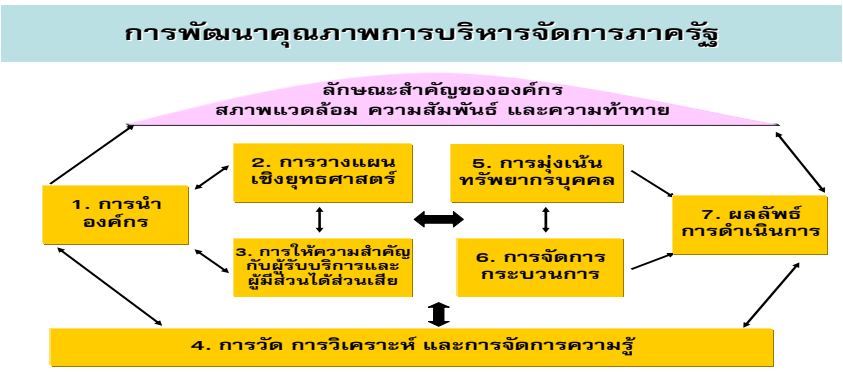 การพัฒนาคุณภาพการบริหารจัดการภาครัฐ
ลักษณะสำคัญขององค์กร
สภาพแวดล้อม ความสัมพันธ์ และความท้าทาย
1. การนำ
องค์กร
2. การวางแผน
เชิงยุทธศาสตร์
3. การให้ความสำคัญ
กับผู้รับบริการและ
ผู้มีส่วนได้ส่วนเสีย
5. การมุ่งเน้น
ทรัพยากรบุคคล
6. การจัดการ
กระบวนการ
7. ผลลัพธ์
การดำเนินการ
4. การวัด การวิเคราะห์ และการจัดการความรู้